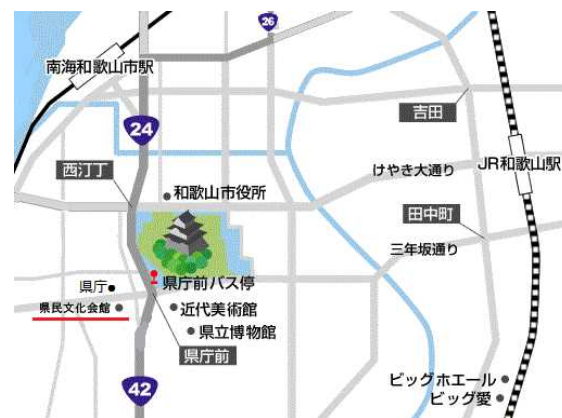 26
南海和歌山市駅
24
吉田
西汀丁
けやき大通り
JR和歌山駅
和歌山市役所
田中町
三年坂通り
県庁前バス停
県庁
県民文化会館
近代美術館
県立博物館
県庁前
42
ビッグホエール
ビッグ愛